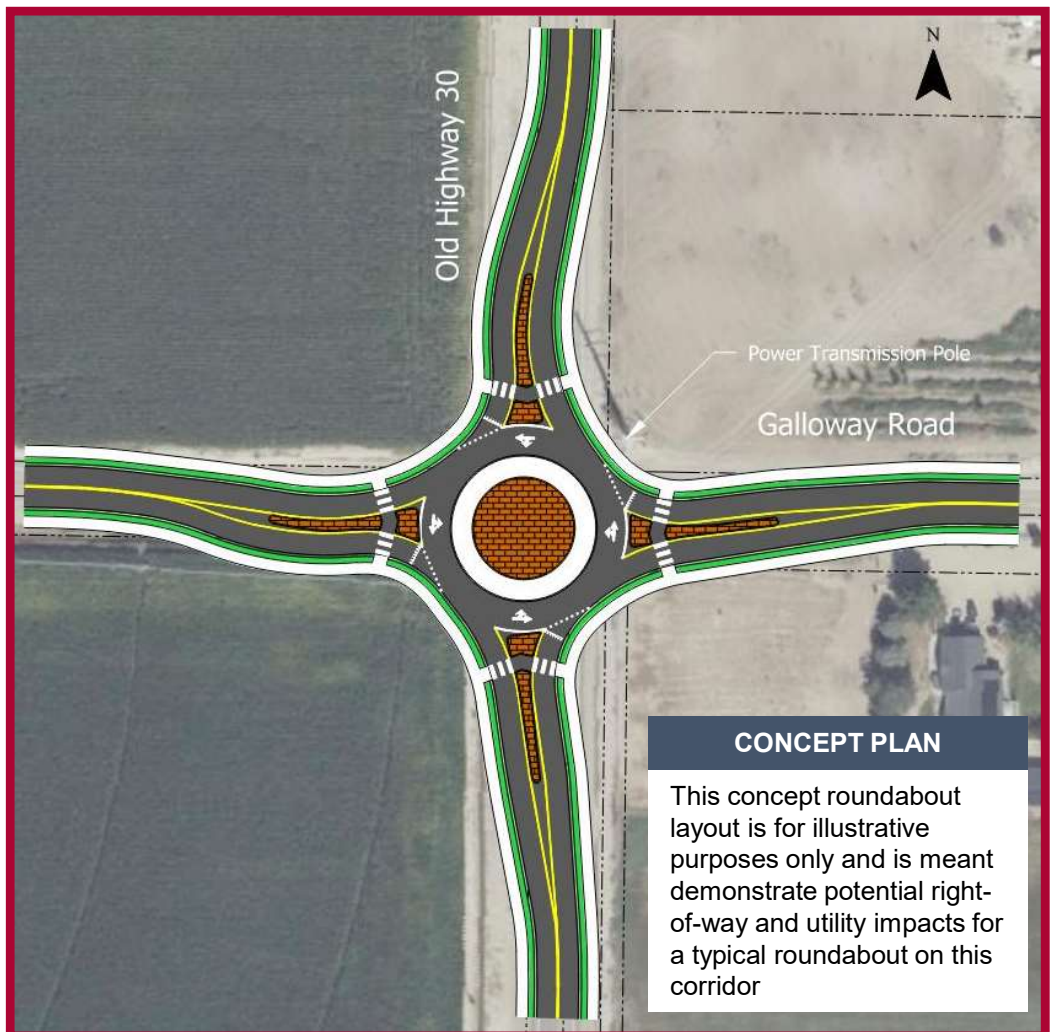 N
Old Highway 30
Power Transmission Pole
Galloway Road
CONCEPT PLAN
This concept roundabout
layout is for illustrative
purposes only and is meant
demonstrate potential right-
of-way and utility impacts for
a typical roundabout on this
corridor